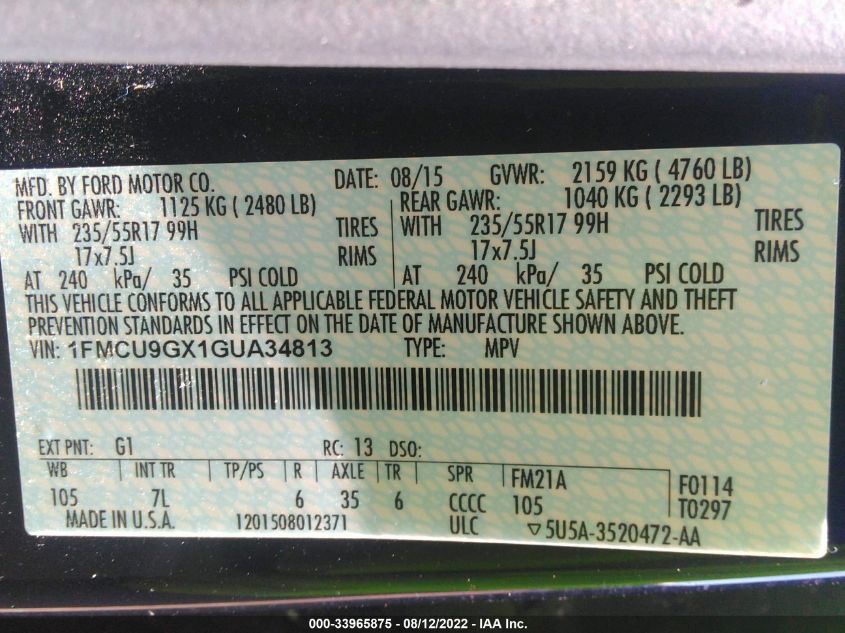 MFD. BY FORD MOTOR CO. DATE: 08/15 GVWR: 2159 KG ( 4760 LB)
FRONT GAWR: 1125 KG ( 2480 LB) REAR GAWR: 1040 KG ( 2293 LB)
WITH 235/55R17 99H TIRES WITH 235/55R17 99H TIRES
17x7.5J RIMS 17x7.5J RIMS
AT 240 kPa/ 35 PSI COLD AT 240 kPa/ 35 PSI COLD
THIS VEHICLE CONFORMS TO ALL APPLICABLE FEDERAL MOTOR VEHICLE SAFETY AND THEFT
PREVENTION STANDARDS IN EFFECT ON THE DATE OF MANUFACTURE SHOWN ABOVE.
VIN: 1FMCU9GX1GUA34813 TYPE: MPV
EXT PNT: G1 RC: 13 DSO:
WB INT TR TP/PS R AXLE TR SPR FM21A F0114
105 7L 6 35 6 CCCC 105 T0297
MADE IN U.S.A. 1201508012371 ULC ▽5U5A-3520472-AA
000-33965875 - 08/12/2022 - IAA Inc.